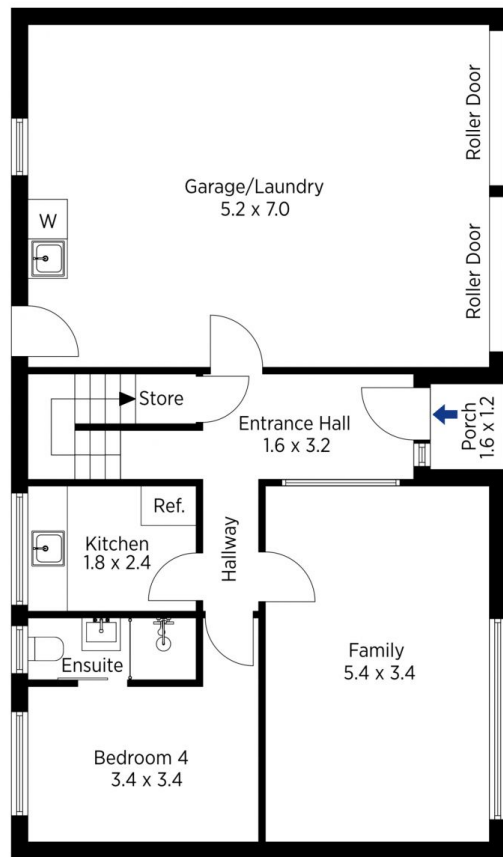 Roller Door
Garage/Laundry
5.2 x 7.0
W
Roller Door
Store
Entrance Hall
1.6 x 3.2
Porch
1.6 x 1.2
Ref.
Kitchen
1.8 x 2.4
Hallway
Ensuite
Family
5.4 x 3.4
Bedroom 4
3.4 x 3.4